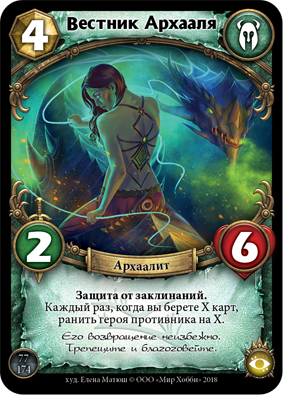 4
Вестник Архааля
2
6
Архаалит
Защита от заклинаний.
Каждый раз, когда вы берете X карт,
ранить героя противника на X.
Его возвращение неизбежно.
Трепещите и благоговейте.
77
174
худ. Елена Матюш © ООО «Мир Хобби» 2018